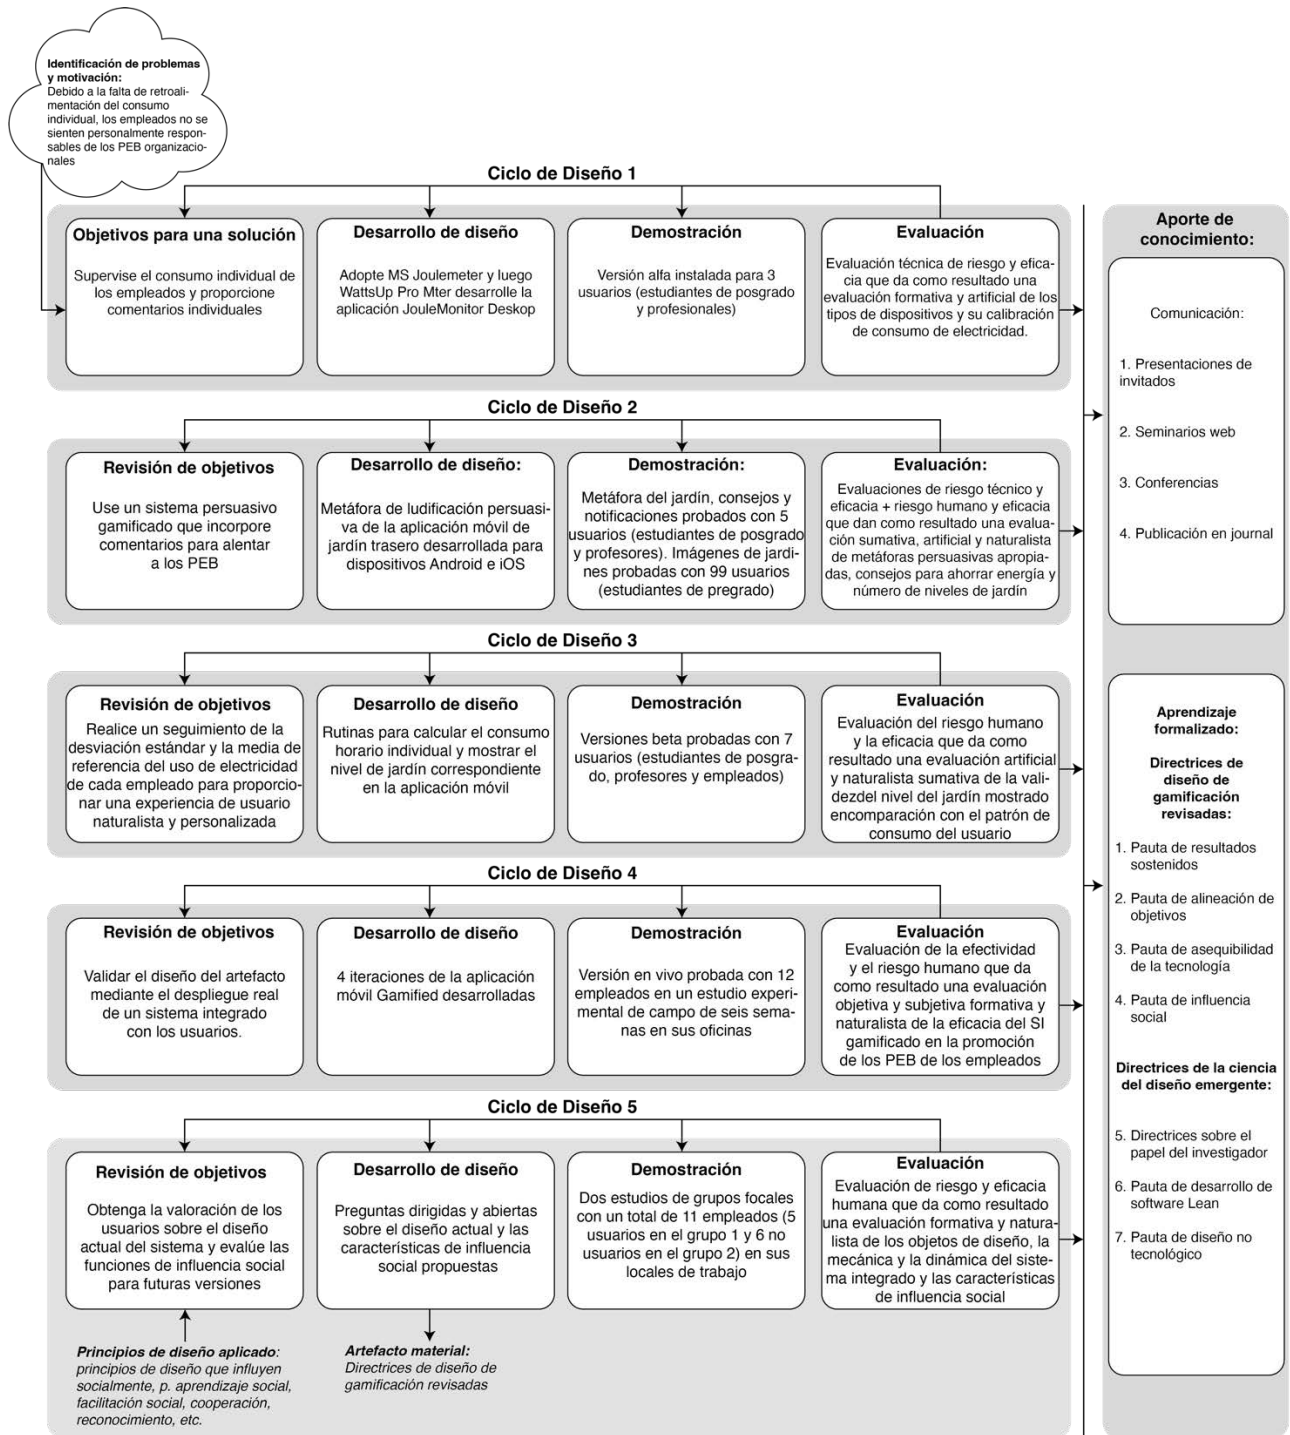 Identificación de problemas
y motivación:
Debido a la falta de retroali-
mentación del consumo
individual, los empleados no se
sienten personalmente respon-
sables de los PEB organizacio-
nales
Ciclo de Diseño 1
Objetivos para una solución
Supervise el consumo individual de
los empleados y proporcione
comentarios individuales
Desarrollo de diseño
Adopte MS Joulemeter y luego
WattsUp Pro Mter desarrolle la
aplicación JouleMonitor Deskop
Demostración
Versión alfa instalada para 3
usuarios (estudiantes de posgrado
y profesionales)
Evaluación
Evaluación técnica de riesgo y efica-
cia que da como resultado una
evaluación formativa y artificial de los
tipos de dispositivos y su calibración
de consumo de electricidad.
Ciclo de Diseño 2
Revisión de objetivos
Use un sistema persuasivo
gamificado que incorpore
comentarios para alentar
a los PEB
Desarrollo de diseño:
Metáfora de ludificación persuasi-
va de la aplicación móvil de
jardín trasero desarrollada para
dispositivos Android e iOS
Demostración:
Metáfora del jardín, consejos y
notificaciones probados con 5
usuarios (estudiantes de posgrado
y profesores). Imágenes de jardi-
nes probadas con 99 usuarios
(estudiantes de pregrado)
Evaluación:
Evaluaciones de riesgo técnico y
eficacia + riesgo humano y eficacia
que dan como resultado una evalua-
ción sumativa, artificial y naturalista
de metáforas persuasivas apropia-
das, consejos para ahorrar energía y
número de niveles de jardín
Ciclo de Diseño 3
Revisión de objetivos
Realice un seguimiento de la
desviación estándar y la media de
referencia del uso de electricidad
de cada empleado para proporcio-
nar una experiencia de usuario
naturalista y personalizada
Desarrollo de diseño
Rutinas para calcular el consumo
horario individual y mostrar el
nivel de jardín correspondiente
en la aplicación móvil
Demostración
Versiones beta probadas con 7
usuarios (estudiantes de posgra-
do, profesores y empleados)
Evaluación
Evaluación del riesgo humano
y la eficacia que da como
resultado una evaluación artificial
y naturalista sumativa de la vali-
dezdel nivel del jardín mostrado
encomparación con el patrón de
consumo del usuario
Ciclo de Diseño 4
Revisión de objetivos
Validar el diseño del artefacto
mediante el despliegue real
de un sistema integrado
con los usuarios.
Desarrollo de diseño
4 iteraciones de la aplicación
móvil Gamified desarrolladas
Demostración
Versión en vivo probada con 12
empleados en un estudio experi-
mental de campo de seis sema-
nas en sus oficinas
Evaluación
Evaluación de la efectividad
y el riesgo humano que da
como resultado una evaluación
objetiva y subjetiva formativa y
naturalista de la eficacia del SI
gamificado en la promoción
de los PEB de los empleados
Ciclo de Diseño 5
Revisión de objetivos
Obtenga la valoración de los
usuarios sobre el diseño
actual del sistema y evalúe las
funciones de influencia social
para futuras versiones
Desarrollo de diseño
Preguntas dirigidas y abiertas
sobre el diseño actual y las
características de influencia
social propuestas
Demostración
Dos estudios de grupos focales
con un total de 11 empleados (5
usuarios en el grupo 1 y 6 no
usuarios en el grupo 2) en sus
locales de trabajo
Evaluación
Evaluación de riesgo y eficacia
humana que da como resultado
una evaluación formativa y natura-
lista de los objetos de diseño, la
mecánica y la dinámica del siste-
ma integrado y las características
de influencia social
Principios de diseño aplicado:
principios de diseño que influyen
socialmente, p. aprendizaje social,
facilitación social, cooperación,
reconocimiento, etc.
Artefacto material:
Directrices de diseño de
gamificación revisadas
Aporte de
conocimiento:
Comunicación:
1. Presentaciones de
invitados
2. Seminarios web
3. Conferencias
4. Publicación en journal
Aprendizaje
formalizado:
Directrices de
diseño de
gamificación
revisadas:
1. Pauta de resultados
sostenidos
2. Pauta de alineación de
objetivos
3. Pauta de asequibilidad
de la tecnología
4. Pauta de influencia
social
Directrices de la ciencia
del diseño emergente:
5. Directrices sobre el
papel del investigador
6. Pauta de desarrollo de
software Lean
7. Pauta de diseño no
tecnológico